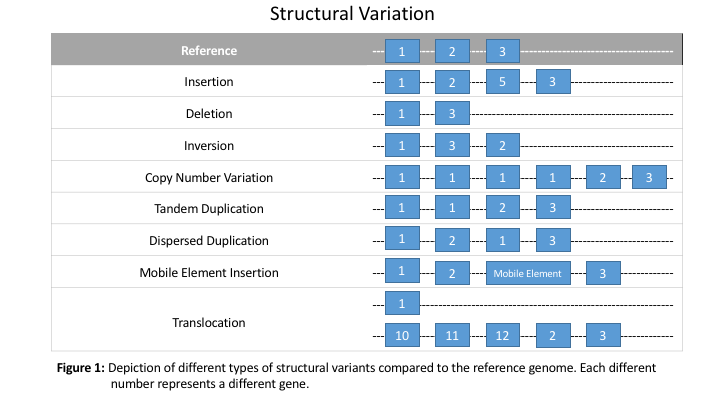 Structural Variation
Reference 1 2 3
Insertion 1 2 5 3
Deletion 1 3
Inversion 1 3 2
Copy Number Variation 1 1 1 1 2 3
Tandem Duplication 1 1 2 3
Dispersed Duplication 1 2 1 3
Mobile Element Insertion 1 2 Mobile Element 3
Translocation
1
10 11 12 2 3
Figure 1: Depiction of different types of structural variants compared to the reference genome. Each different
number represents a different gene.